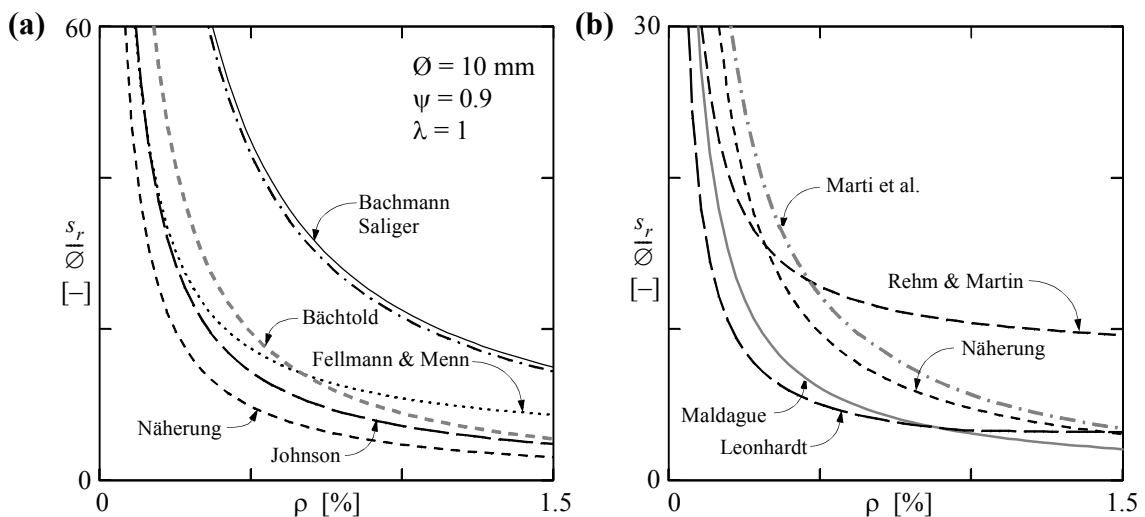 (a)
60
Ø = 10 mm
ψ = 0.9
λ = 1
Bachmann
Saliger
s_r
Ø
[–]
Bächtold
Fellmann & Menn
Näherung
Johnson
0
0
ρ [%]
1.5
(b)
30
Marti et al.
s_r
Ø
[–]
Rehm & Martin
Näherung
Maldague
Leonhardt
0
0
ρ [%]
1.5